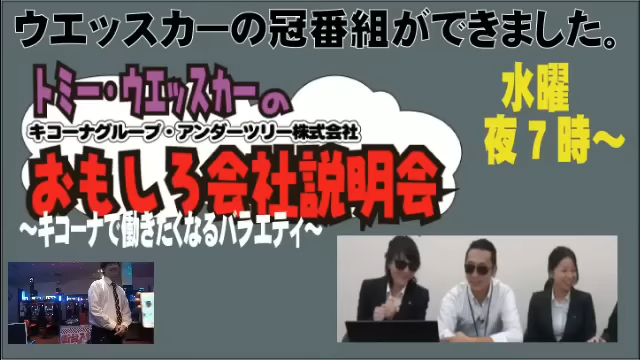 ウエッスカーの冠番組ができました。
トミー・ウエッスカーの
キコーナグループ・アンダーツリー株式会社
おもしろ会社説明会
～キコーナで働きたくなるバラエティ～
水曜
夜７時～